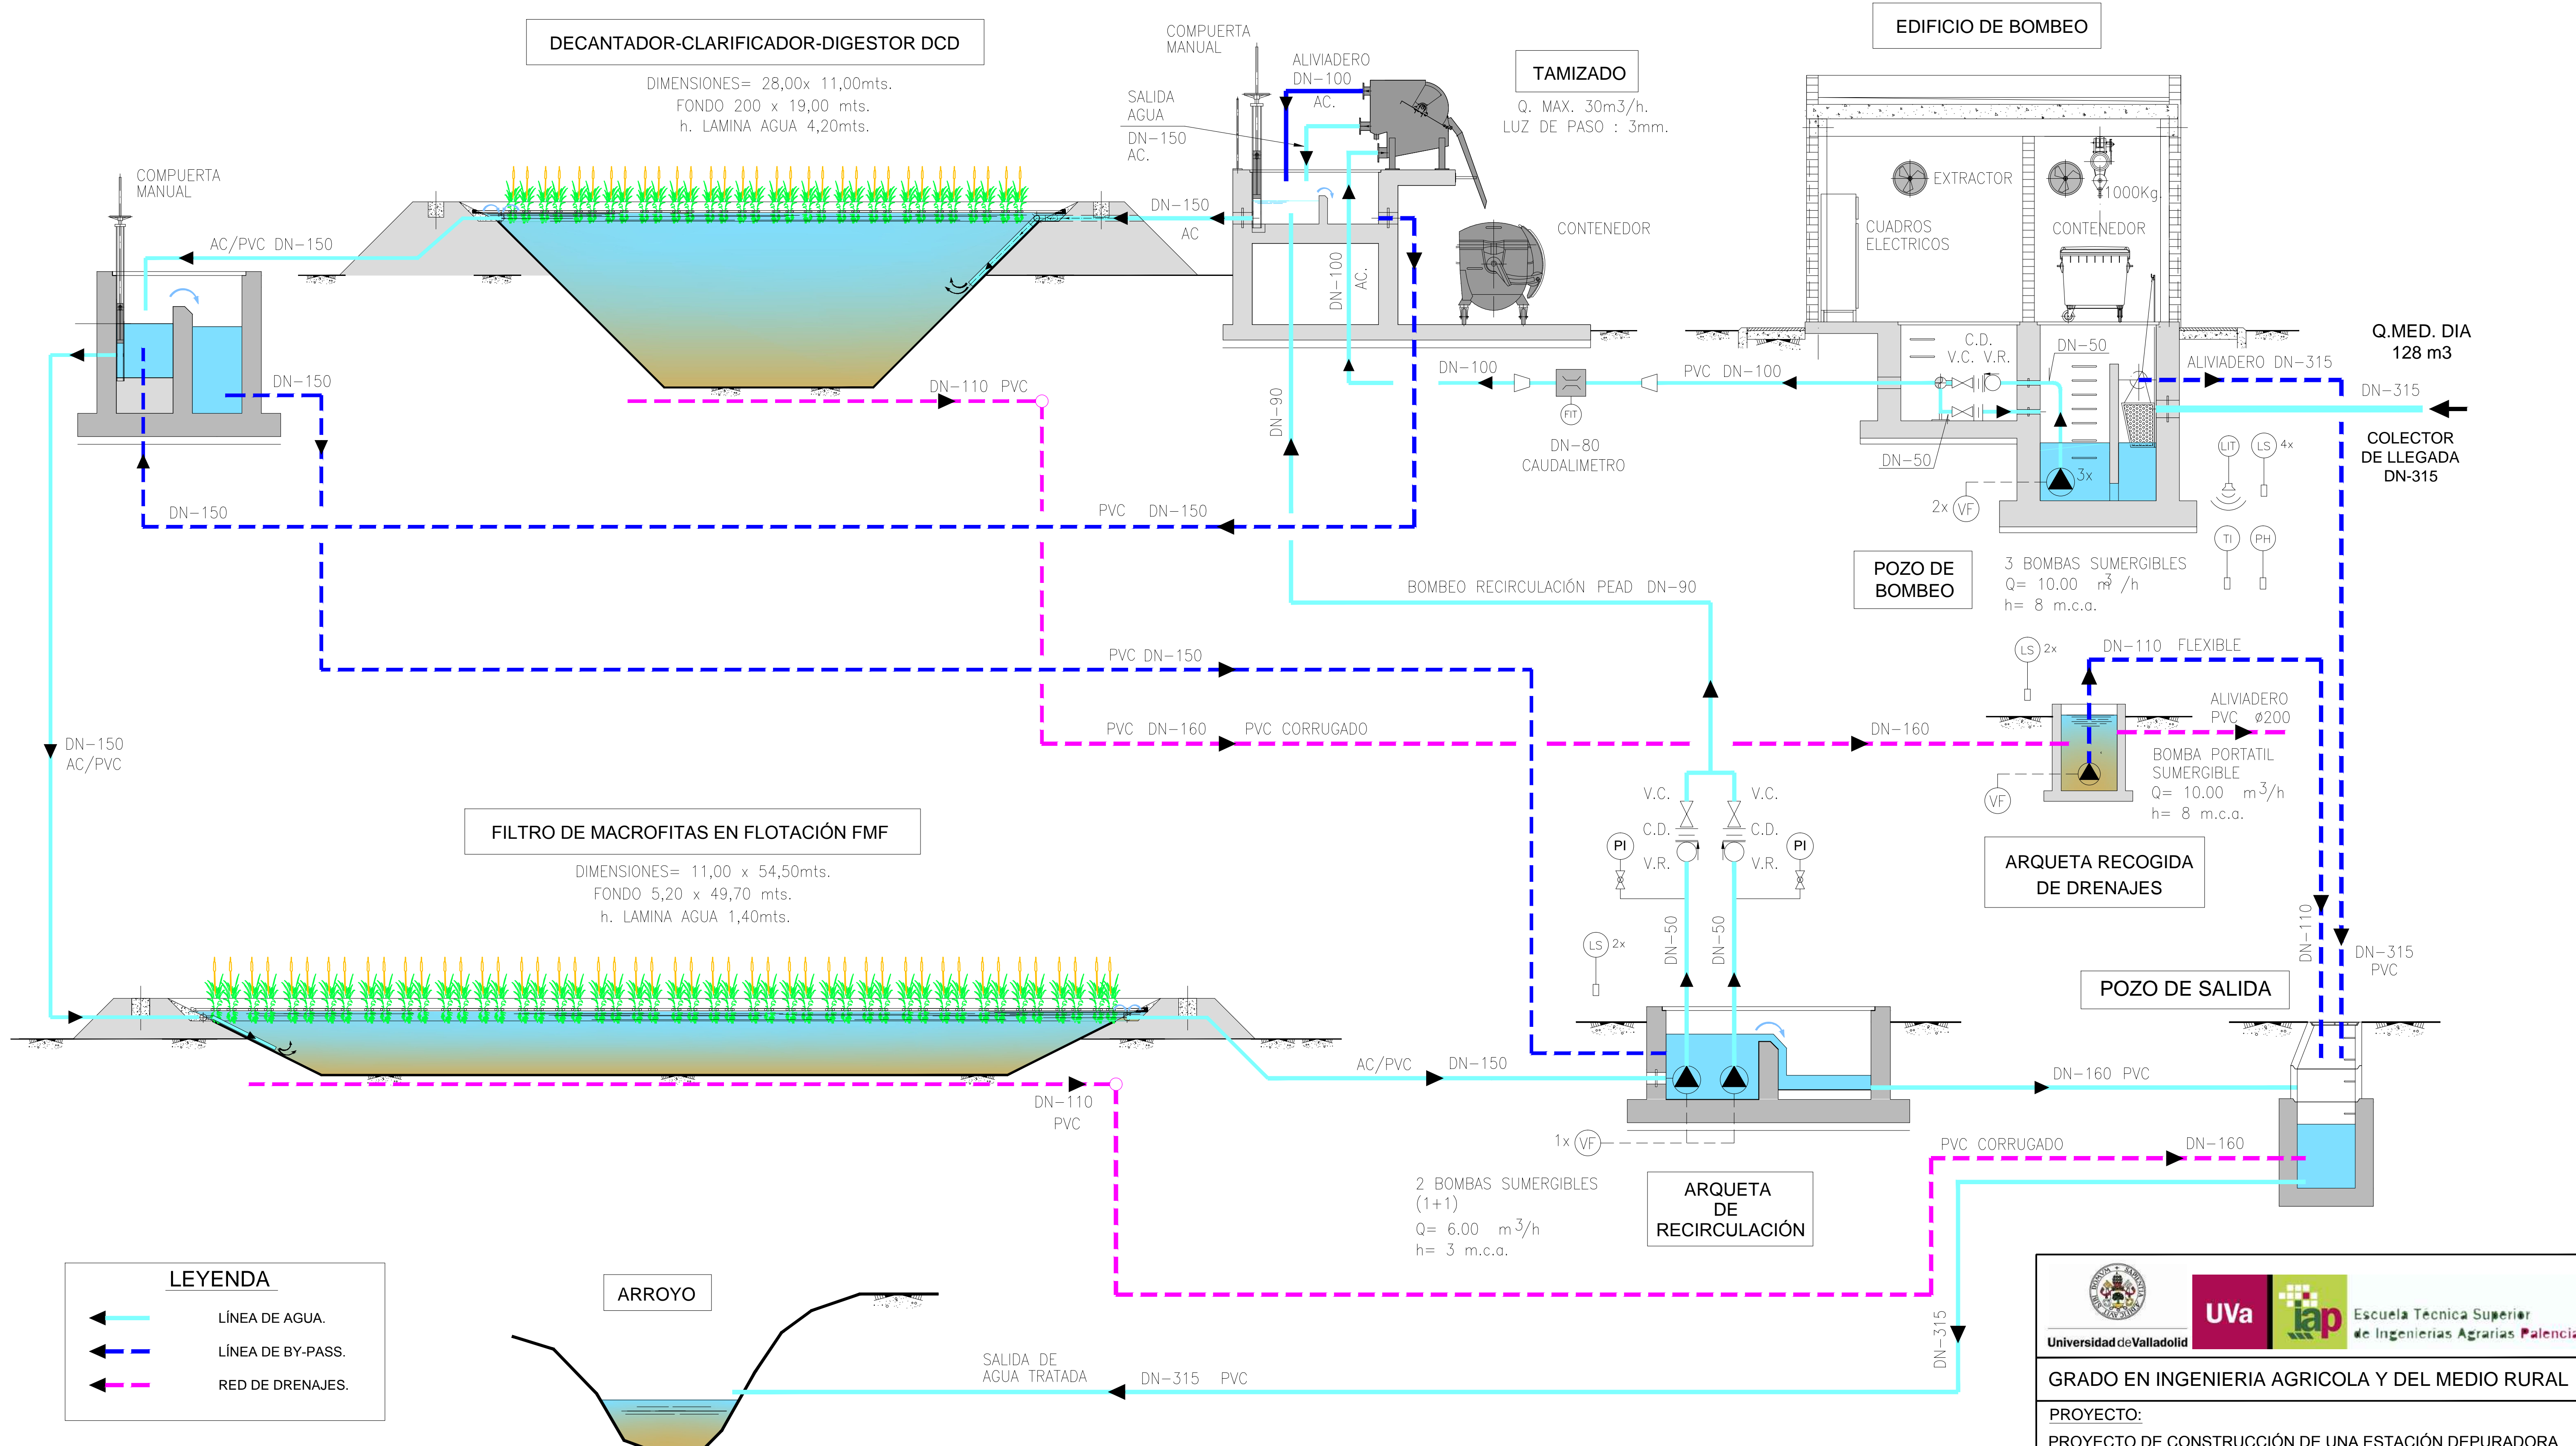 DECANTADOR-CLARIFICADOR-DIGESTOR DCD
DIMENSIONES= 28,00x 11,00mts.
FONDO 200 x 19,00 mts.
h. LAMINA AGUA 4,20mts.
COMPUERTA
MANUAL
AC/PVC DN-150
DN-150
DN-150
COMPUERTA
MANUAL
ALIVIADERO
DN-100
AC.
SALIDA
AGUA
DN-150
AC.
DN-150
AC
TAMIZADO
Q. MAX. 30m3/h.
LUZ DE PASO : 3mm.
CONTENEDOR
DN-100
AC.
DN-90
EDIFICIO DE BOMBEO
EXTRACTOR
1000Kg.
CUADROS
ELECTRICOS
CONTENEDOR
C.D.
V.C. V.R.
DN-50
DN-50
3x
2x VF
LIT
LS 4x
TI
PH
ALIVIADERO DN-315
DN-315
Q.MED. DIA
128 m3
COLECTOR
DE LLEGADA
DN-315
DN-100
PVC DN-100
FIT
DN-80
CAUDALIMETRO
DN-110 PVC
PVC DN-150
POZO DE
BOMBEO
3 BOMBAS SUMERGIBLES
Q= 10.00 m3 /h
h= 8 m.c.a.
BOMBEO RECIRCULACIÓN PEAD DN-90
PVC DN-150
PVC DN-160 PVC CORRUGADO
DN-160
LS 2x
DN-110 FLEXIBLE
ALIVIADERO
PVC ø200
BOMBA PORTATIL
SUMERGIBLE
Q= 10.00 m3/h
h= 8 m.c.a.
VF
ARQUETA RECOGIDA
DE DRENAJES
DN-150
AC/PVC
FILTRO DE MACROFITAS EN FLOTACIÓN FMF
DIMENSIONES= 11,00 x 54,50mts.
FONDO 5,20 x 49,70 mts.
h. LAMINA AGUA 1,40mts.
V.C.
V.C.
C.D.
C.D.
V.R.
V.R.
PI
PI
DN-50
DN-50
LS 2x
DN-110
DN-315
PVC
POZO DE SALIDA
AC/PVC DN-150
DN-160 PVC
DN-110
PVC
1x VF
2 BOMBAS SUMERGIBLES
(1+1)
Q= 6.00 m3/h
h= 3 m.c.a.
ARQUETA
DE
RECIRCULACIÓN
PVC CORRUGADO
DN-160
DN-315
LEYENDA
LÍNEA DE AGUA.
LÍNEA DE BY-PASS.
RED DE DRENAJES.
ARROYO
SALIDA DE
AGUA TRATADA
DN-315 PVC
Universidad de Valladolid
UVa
iap
Escuela Técnica Superior
de Ingenierías Agrarias Palencia
GRADO EN INGENIERIA AGRICOLA Y DEL MEDIO RURAL
PROYECTO:
PROYECTO DE CONSTRUCCIÓN DE UNA ESTACIÓN DEPURADORA